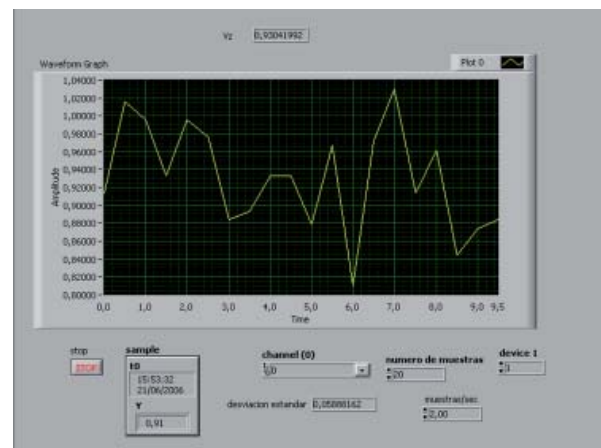 Vz 0,93041992
Waveform Graph
Plot 0
1,04000
1,02000
1,00000
0,98000
0,96000
0,94000
0,92000
0,90000
0,88000
0,86000
0,84000
0,82000
0,80000
Amplitude
0,0 1,0 2,0 3,0 4,0 5,0 6,0 7,0 8,0 9,0 9,5
Time
stop
STOP
sample
t0
15:53:32
21/06/2006
Y
0,91
channel (0)
0
numero de muestras
20
device 1
1
desviacion estandar
muestras/sec
2,00